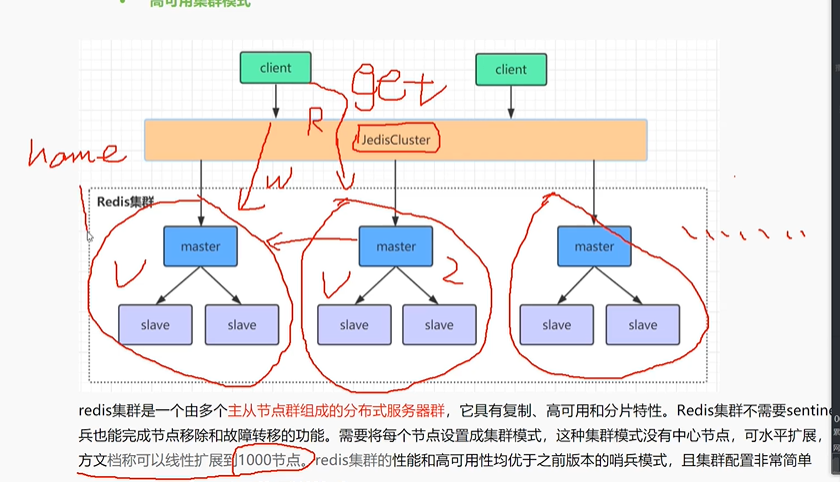 高可用集群模式
client
client
get
R
JedisCluster
name
W
Redis集群
master
master
master
V
V
2
slave
slave
slave
slave
slave
slave
redis集群是一个由多个主从节点群组成的分布式服务器群，它具有复制、高可用和分片特性。Redis集群不需要sentine
兵也能完成节点移除和故障转移的功能。需要将每个节点设置成集群模式，这种集群模式没有中心节点，可水平扩展，
方文档称可以线性扩展到1000节点。redis集群的性能和高可用性均优于之前版本的哨兵模式，且集群配置非常简单